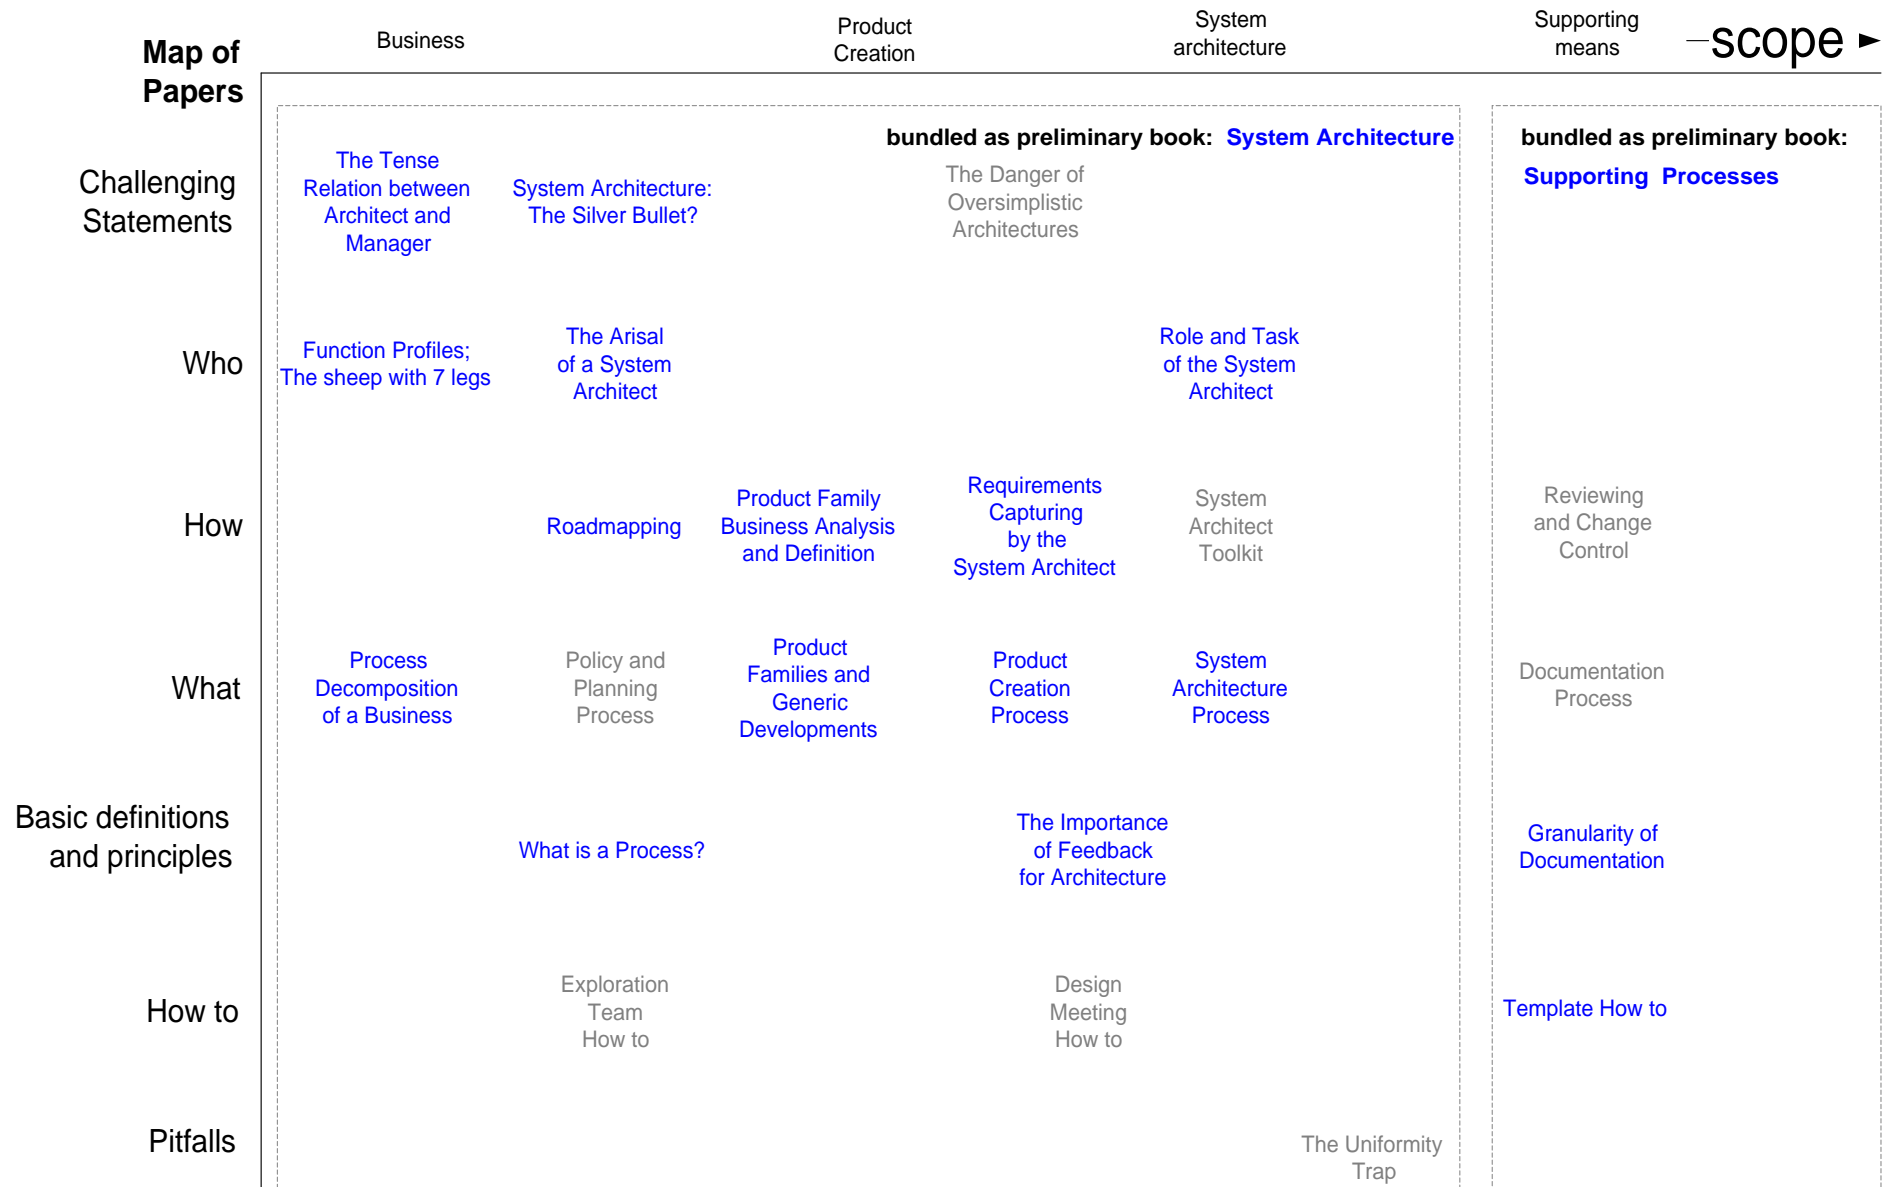 Map of
Papers
Business
Product
Creation
System
architecture
Supporting
means
scope
bundled as preliminary book: System Architecture
bundled as preliminary book:
Supporting Processes
Challenging
Statements
The Tense
Relation between
Architect and
Manager
System Architecture:
The Silver Bullet?
The Danger of
Oversimplistic
Architectures
Who
Function Profiles;
The sheep with 7 legs
The Arisal
of a System
Architect
Role and Task
of the System
Architect
How
Roadmapping
Product Family
Business Analysis
and Definition
Requirements
Capturing
by the
System Architect
System
Architect
Toolkit
Reviewing
and Change
Control
What
Process
Decomposition
of a Business
Policy and
Planning
Process
Product
Families and
Generic
Developments
Product
Creation
Process
System
Architecture
Process
Documentation
Process
Basic definitions
and principles
What is a Process?
The Importance
of Feedback
for Architecture
Granularity of
Documentation
How to
Exploration
Team
How to
Design
Meeting
How to
Template How to
Pitfalls
The Uniformity
Trap